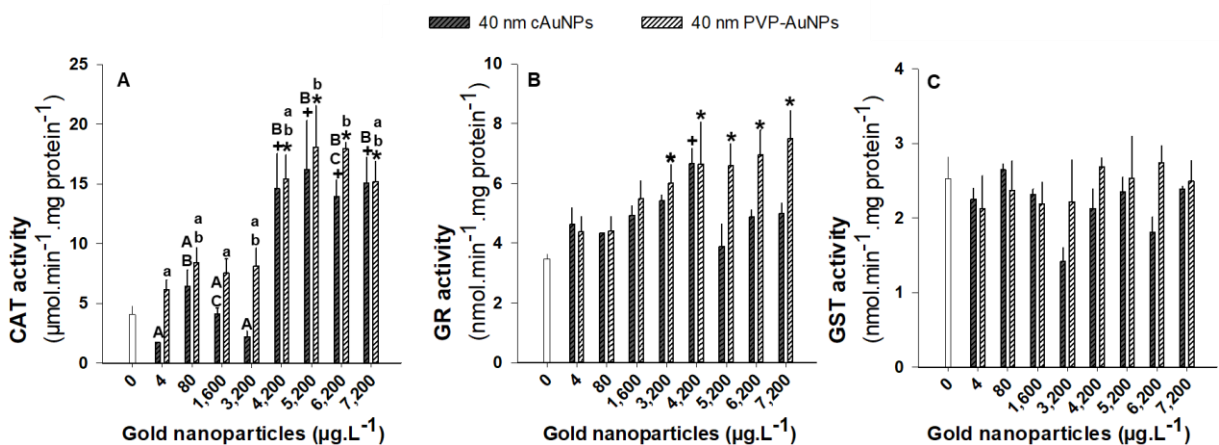 40 nm cAuNPs 40 nm PVP-AuNPs
A
CAT activity
(µmol.min⁻¹.mg protein⁻¹)
25
20
15
10
5
0
A
a
A
B
a
b
A
C
a
A
a
b
B
+
a
b
*
B
+
b
*
B
C
+
b
*
B
+
a
b
*
0 4 80 1,600 3,200 4,200 5,200 6,200 7,200
Gold nanoparticles (µg.L⁻¹)
B
GR activity
(nmol.min⁻¹.mg protein⁻¹)
10
8
6
4
2
0
* + * * * *
0 4 80 1,600 3,200 4,200 5,200 6,200 7,200
Gold nanoparticles (µg.L⁻¹)
C
GST activity
(nmol.min⁻¹.mg protein⁻¹)
4
3
2
1
0
0 4 80 1,600 3,200 4,200 5,200 6,200 7,200
Gold nanoparticles (µg.L⁻¹)